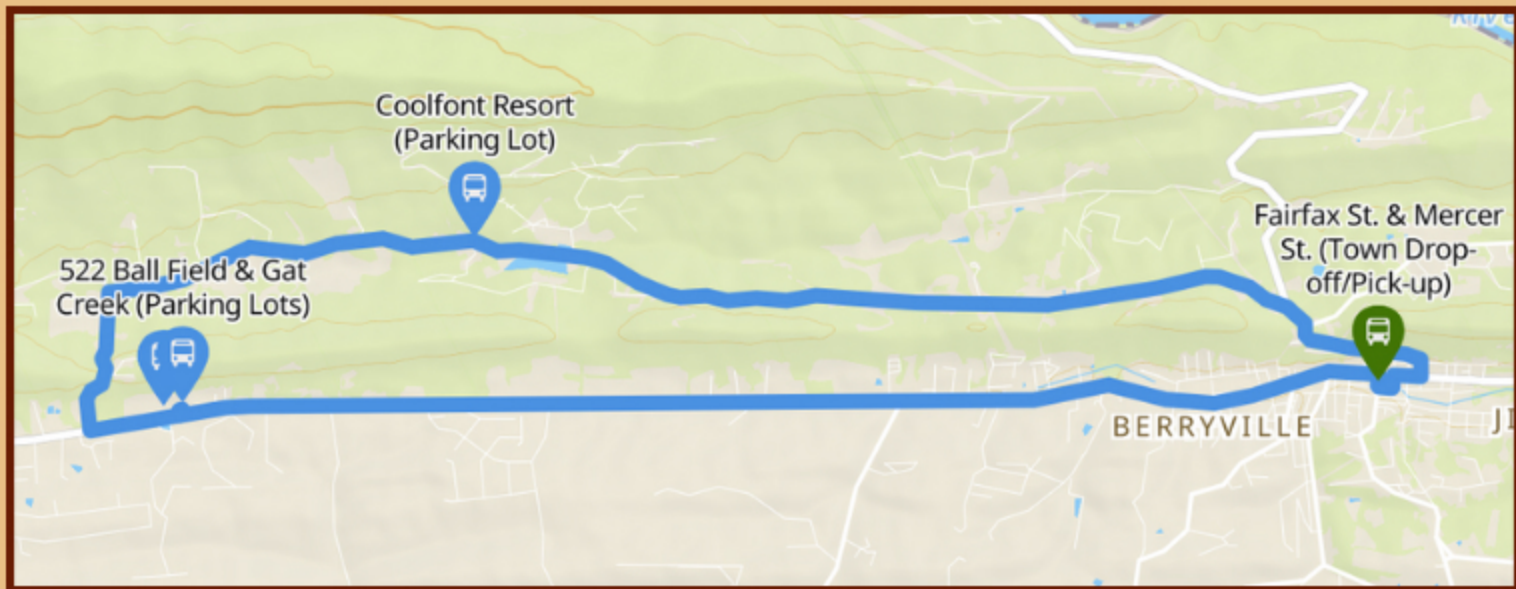 Coolfont Resort
(Parking Lot)
Fairfax St. & Mercer
St. (Town Drop-
off/Pick-up)
522 Ball Field & Gat
Creek (Parking Lots)
BERRYVILLE